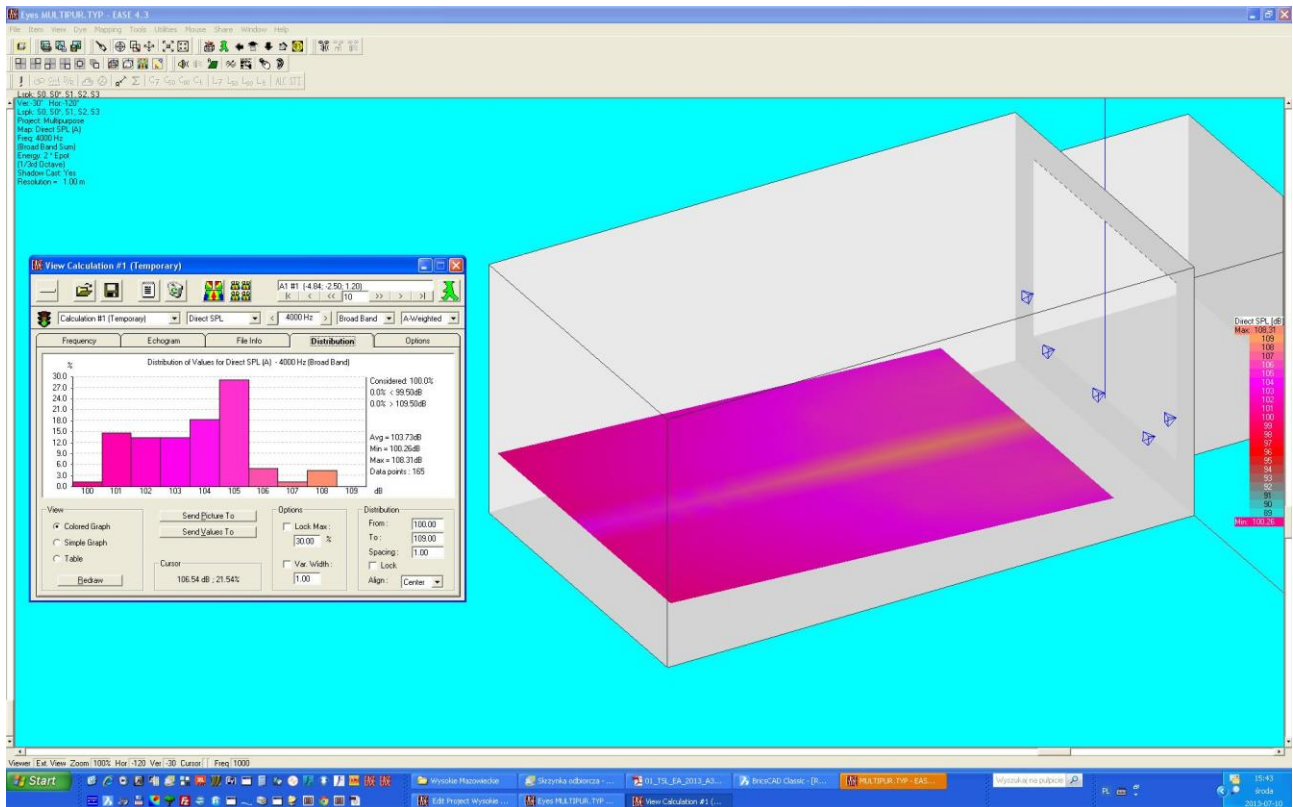 Eyes MULTIPUR.TYP - EASE 4.3
File Item View Dye Mapping Tools Utilities Mouse Share Window Help
Lspk: S0, S0*, S1, S2, S3
Ver:-30° Hor:-120°
Lspk: S0, S0*, S1, S2, S3
Project: Multipurpose
Map: Direct SPL (A)
Freq: 4000 Hz
(Broad Band Sum)
Energy: 2 * Epot
(1/3rd Octave)
Shadow Cast: Yes
Resolution = 1.00 m
View Calculation #1 (Temporary)
A1 #1 (-4.84; -2.50; 1.20)
10
Calculation #1 (Temporary) Direct SPL < 4000 Hz > Broad Band A-Weighted
Frequency Echogram File Info Distribution Options
Distribution of Values for Direct SPL (A) - 4000 Hz (Broad Band)
%
30.0
27.0
24.0
21.0
18.0
15.0
12.0
9.0
6.0
3.0
0.0
100 101 102 103 104 105 106 107 108 109 dB
Considered: 100.0%
0.0% < 99.50dB
0.0% > 109.50dB
Avg = 103.73dB
Min = 100.26dB
Max = 108.31dB
Data points : 165
View
Colored Graph
Simple Graph
Table
Redraw
Send Picture To
Send Values To
Cursor
106.54 dB ; 21.54%
Options
Lock Max :
30.00 %
Var. Width :
1.00
Distribution
From : 100.00
To : 109.00
Spacing : 1.00
Lock
Align : Center
Direct SPL [dB]
Max: 108.31
109
108
107
106
105
104
103
102
101
100
99
98
97
96
95
94
93
92
91
90
89
Min: 100.26
Viewer Ext. View Zoom 100% Hor -120 Ver -30 Cursor Freq 1000
Start
Wysokie Mazowieckie
Skrzynka odbiorcza - ...
01_TSL_EA_2013_A3...
BricsCAD Classic - [R...
MULTIPUR.TYP - EAS...
Wyszukaj na pulpicie
15:43
Edit Project Wysokie ...
Eyes MULTIPUR.TYP ...
View Calculation #1 (...
PL
środa
2013-07-10